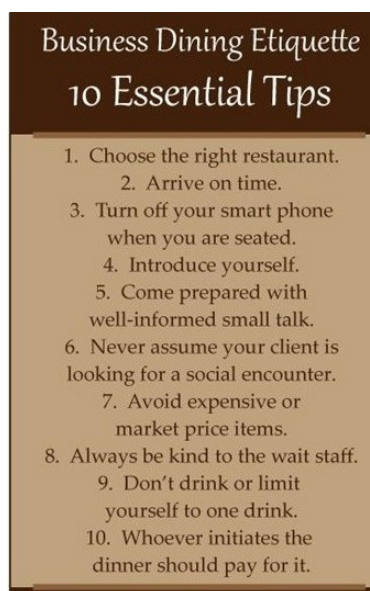 Business Dining Etiquette
10 Essential Tips
1. Choose the right restaurant.
2. Arrive on time.
3. Turn off your smart phone
when you are seated.
4. Introduce yourself.
5. Come prepared with
well-informed small talk.
6. Never assume your client is
looking for a social encounter.
7. Avoid expensive or
market price items.
8. Always be kind to the wait staff.
9. Don't drink or limit
yourself to one drink.
10. Whoever initiates the
dinner should pay for it.